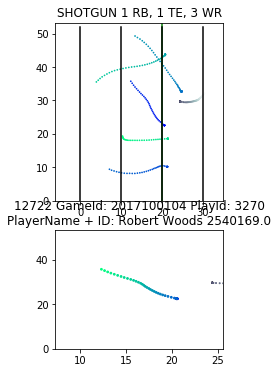 SHOTGUN 1 RB, 1 TE, 3 WR
50
40
30
20
10
0
0 10 20 30
12722 GameId: 2017100104 PlayId: 3270
PlayerName + ID: Robert Woods 2540169.0
40
20
0
10 15 20 25